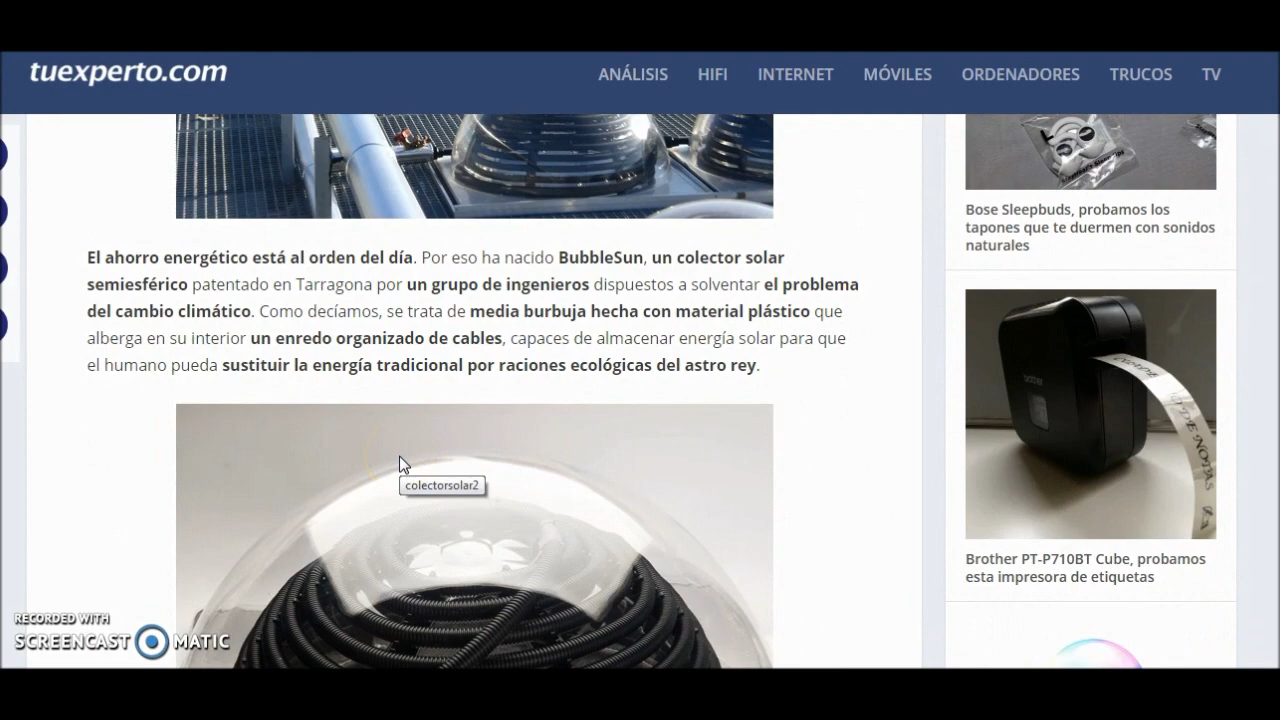 tuexperto.com
ANÁLISIS HIFI INTERNET MÓVILES ORDENADORES TRUCOS TV
El ahorro energético está al orden del día. Por eso ha nacido BubbleSun, un colector solar
semiesférico patentado en Tarragona por un grupo de ingenieros dispuestos a solventar el problema
del cambio climático. Como decíamos, se trata de media burbuja hecha con material plástico que
alberga en su interior un enredo organizado de cables, capaces de almacenar energía solar para que
el humano pueda sustituir la energía tradicional por raciones ecológicas del astro rey.
colectorsolar2
Bose Sleepbuds, probamos los
tapones que te duermen con sonidos
naturales
brother
DE NOTAS
Brother PT-P710BT Cube, probamos
esta impresora de etiquetas
RECORDED WITH
SCREENCAST MATIC